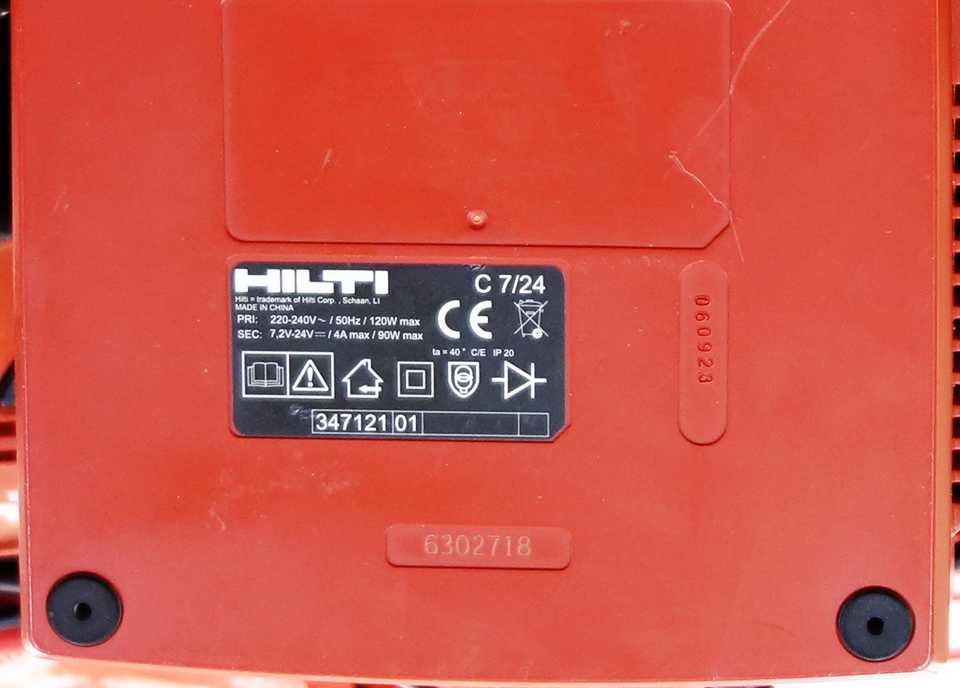 HILTI
C 7/24
Hilti = trademark of Hilti Corp. , Schaan, LI
MADE IN CHINA
PRI: 220-240V~ / 50Hz / 120W max
SEC: 7,2V-24V⎓ / 4A max / 90W max
CE
ta = 40° C/E IP 20
347121 01
060923
6302718